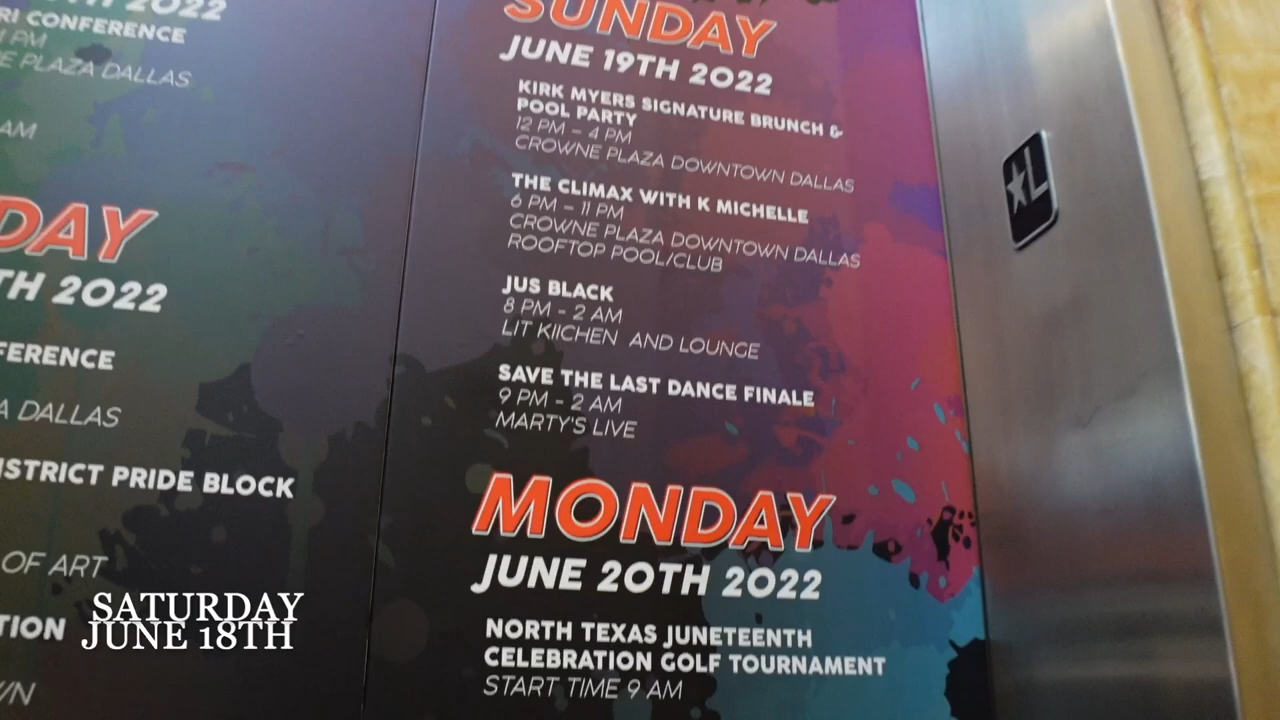 2022
RI CONFERENCE
PM
E PLAZA DALLAS
AM
DAY
TH 2022
FERENCE
A DALLAS
ISTRICT PRIDE BLOCK
OF ART
TION
WN
SUNDAY
JUNE 19TH 2022
KIRK MYERS SIGNATURE BRUNCH &
POOL PARTY
12 PM – 4 PM
CROWNE PLAZA DOWNTOWN DALLAS
THE CLIMAX WITH K MICHELLE
6 PM – 11 PM
CROWNE PLAZA DOWNTOWN DALLAS
ROOFTOP POOL/CLUB
JUS BLACK
8 PM - 2 AM
LIT KIICHEN AND LOUNGE
SAVE THE LAST DANCE FINALE
9 PM - 2 AM
MARTY'S LIVE
MONDAY
JUNE 20TH 2022
NORTH TEXAS JUNETEENTH
CELEBRATION GOLF TOURNAMENT
START TIME 9 AM
★L
SATURDAY
JUNE 18TH